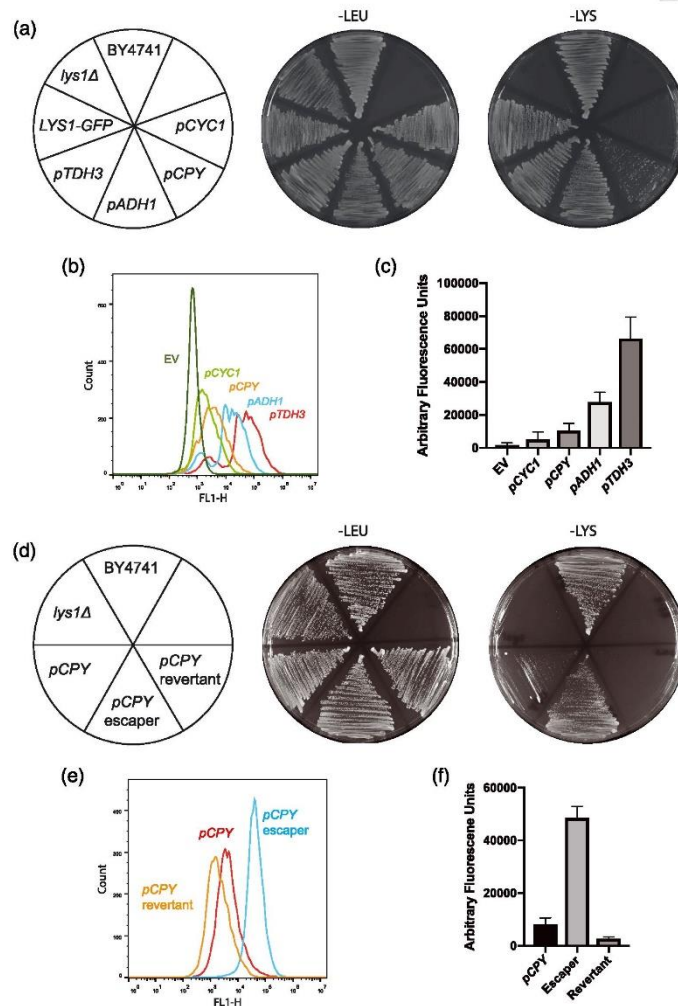 (a)
BY4741
lys1Δ
LYS1-GFP
pTDH3
pADH1
pCPY
pCYC1
-LEU
-LYS
(b)
EV
pCYC1
pCPY
pADH1
pTDH3
Count
FL1-H
(c)
100000
80000
60000
40000
20000
0
Arbitrary Fluorescence Units
EV
pCYC1
pCPY
pADH1
pTDH3
(d)
BY4741
lys1Δ
pCPY
pCPY
escaper
pCPY
revertant
-LEU
-LYS
(e)
pCPY
revertant
pCPY
pCPY
escaper
Count
FL1-H
(f)
60000
40000
20000
0
Arbitrary Fluorescene Units
pCPY
Escaper
Revertant